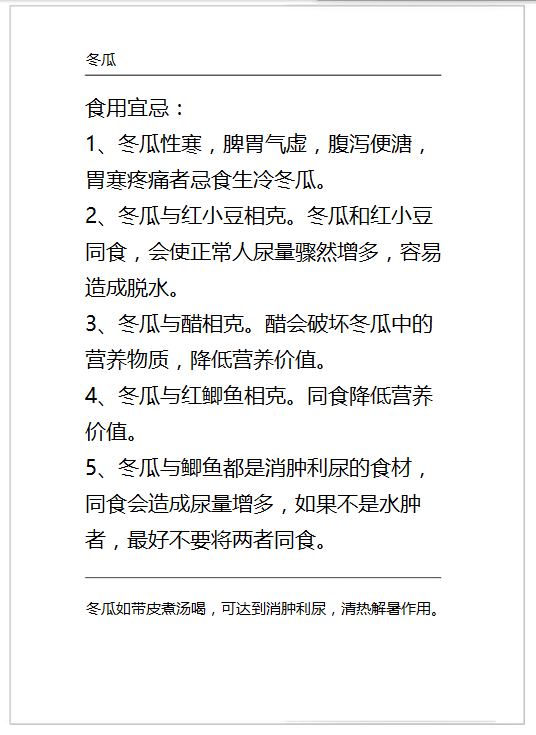 冬瓜
食用宜忌：
1、冬瓜性寒，脾胃气虚，腹泻便溏，
胃寒疼痛者忌食生冷冬瓜。
2、冬瓜与红小豆相克。冬瓜和红小豆
同食，会使正常人尿量骤然增多，容易
造成脱水。
3、冬瓜与醋相克。醋会破坏冬瓜中的
营养物质，降低营养价值。
4、冬瓜与红鲫鱼相克。同食降低营养
价值。
5、冬瓜与鲫鱼都是消肿利尿的食材，
同食会造成尿量增多，如果不是水肿
者，最好不要将两者同食。
冬瓜如带皮煮汤喝，可达到消肿利尿，清热解暑作用。